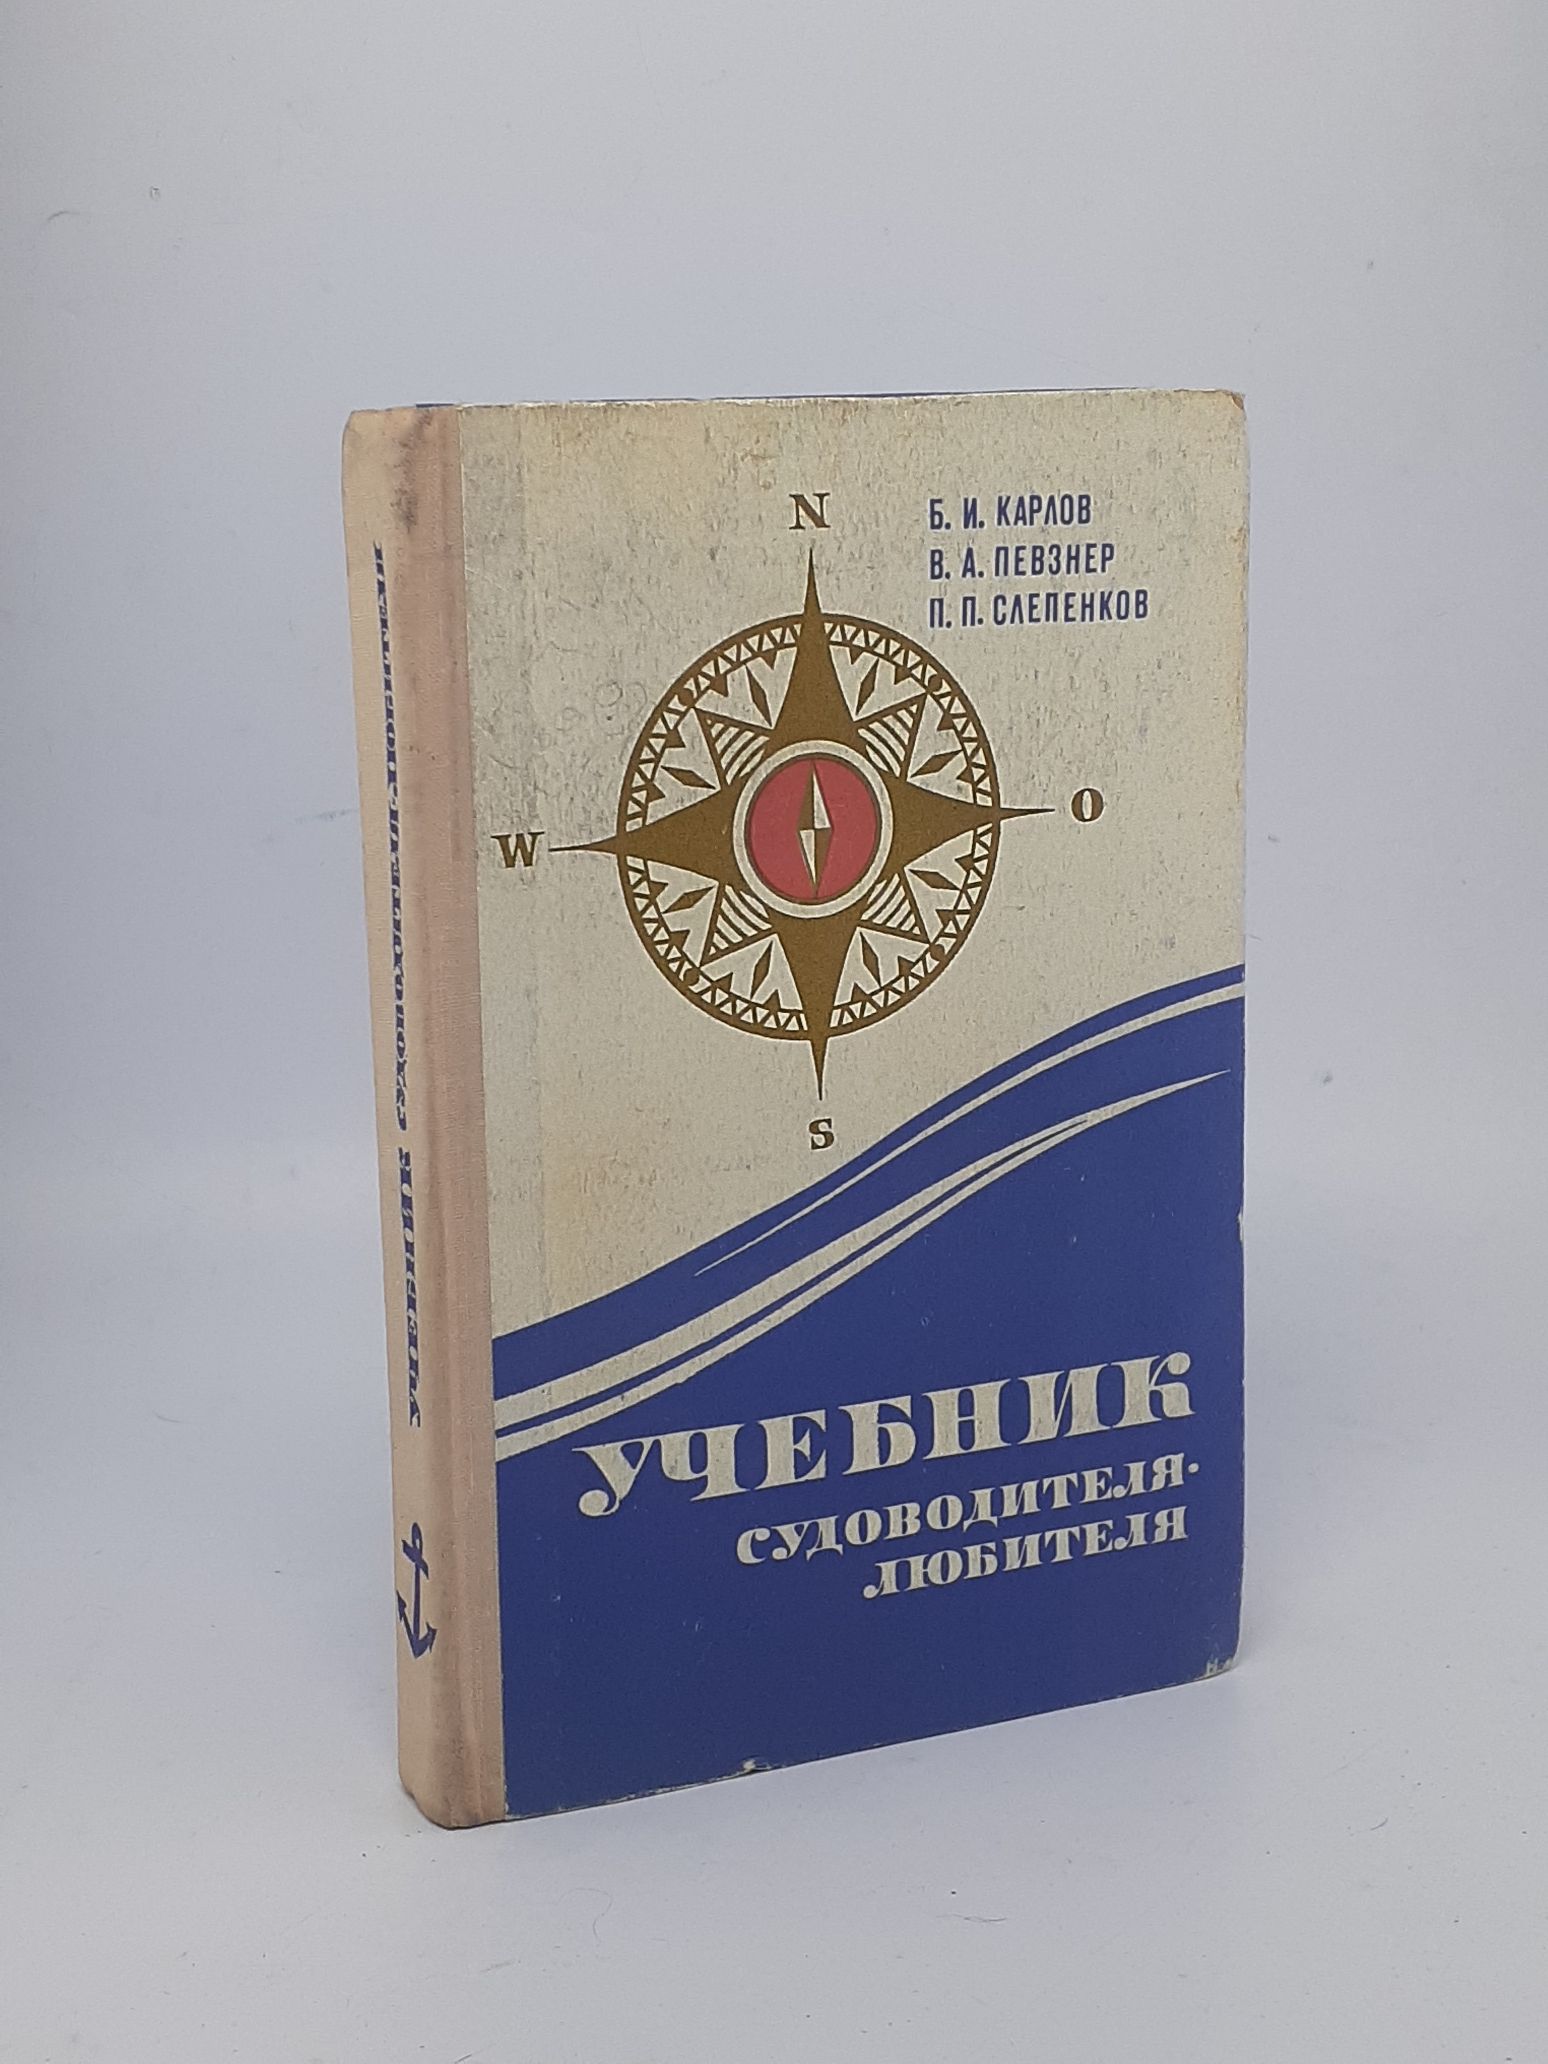 Б. И. КАРЛОВ
В. А. ПЕВЗНЕР
П. П. СЛЕПЕНКОВ
N
W
O
S
УЧЕБНИК
СУДОВОДИТЕЛЯ-
ЛЮБИТЕЛЯ
УЧЕБНИК СУДОВОДИТЕЛЯ-ЛЮБИТЕЛЯ